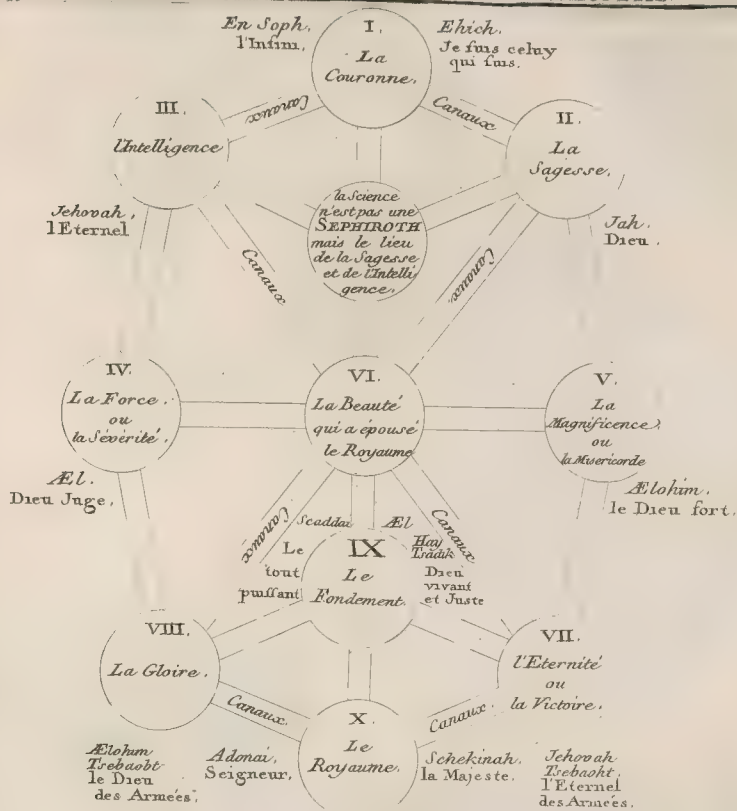 En Soph.
l'Infini.
I.
La
Couronne.
Ehich.
Je suis celuy
qui suis.
III.
l'Intelligence
Canaux
Canaux
II.
La
Sagesse.
Jehovah,
l'Eternel
la Science
n'est pas une
SEPHIROTH
mais le lieu
de la Sagesse
et de l'Intelli
gence.
Jah.
Dieu.
Canaux
Canaux.
IV.
La Force.
ou
la Sévérité.
VI.
La Beauté
qui a épousé
le Royaume
V.
La
Magnificence
ou
la Misericorde
Æl.
Dieu Juge.
Ælohim.
le Dieu fort.
Canaux
Scaddai
Le
tout
puissant
IX
Le
Fondement.
Æl
Hay
Tsadik
Dieu
vivant
et Juste
Canaux
VIII.
La Gloire.
VII.
l'Eternité
ou
la Victoire.
Canaux.
X.
Le
Royaume.
Canaux.
Ælohim
Tsebaobt
le Dieu
des Armées.
Adonai.
Seigneur.
Schekinah.
la Majeste.
Jehovah
Tsebaoht.
l'Eternel
des Armées.